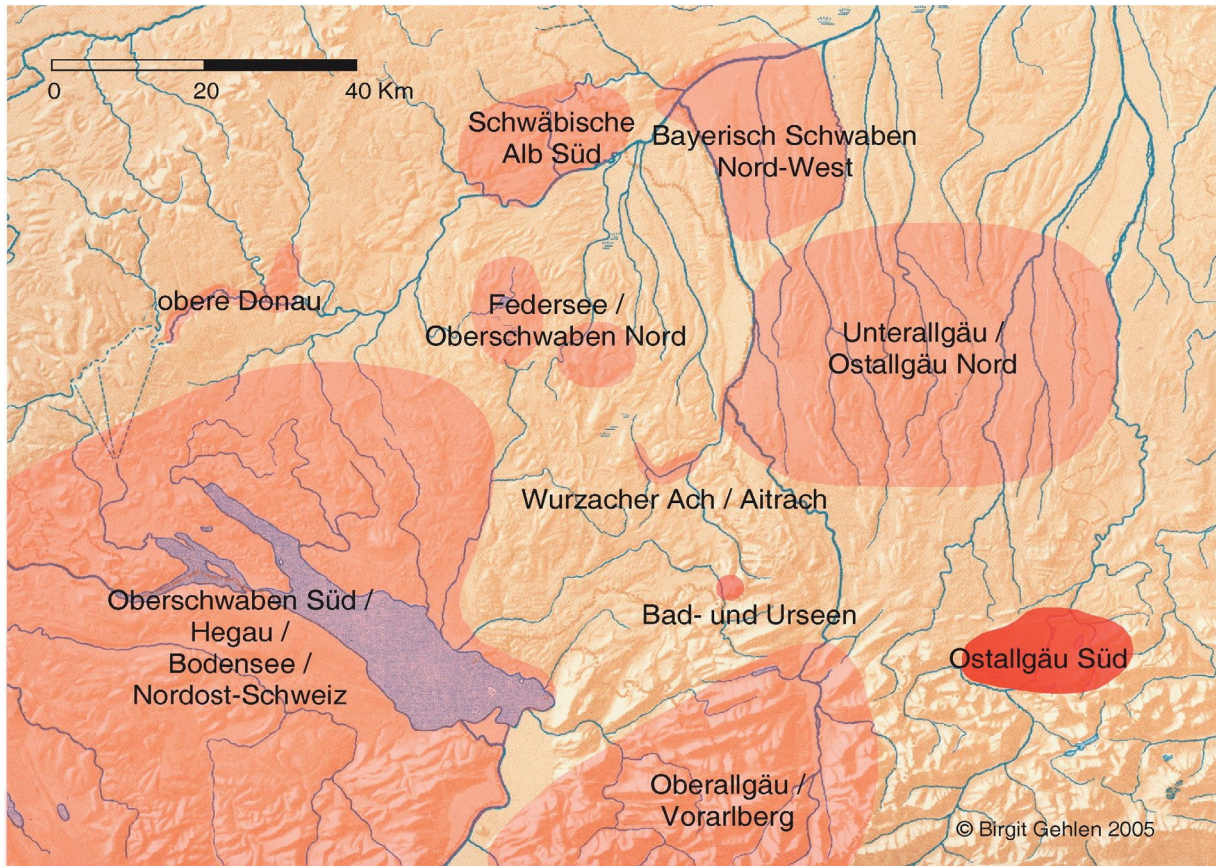 0 20 40 Km
Schwäbische
Alb Süd
Bayerisch Schwaben
Nord-West
obere Donau
Federsee /
Oberschwaben Nord
Unterallgäu /
Ostallgäu Nord
Wurzacher Ach / Aitrach
Oberschwaben Süd /
Hegau /
Bodensee /
Nordost-Schweiz
Bad- und Urseen
Ostallgäu Süd
Oberallgäu /
Vorarlberg
© Birgit Gehlen 2005